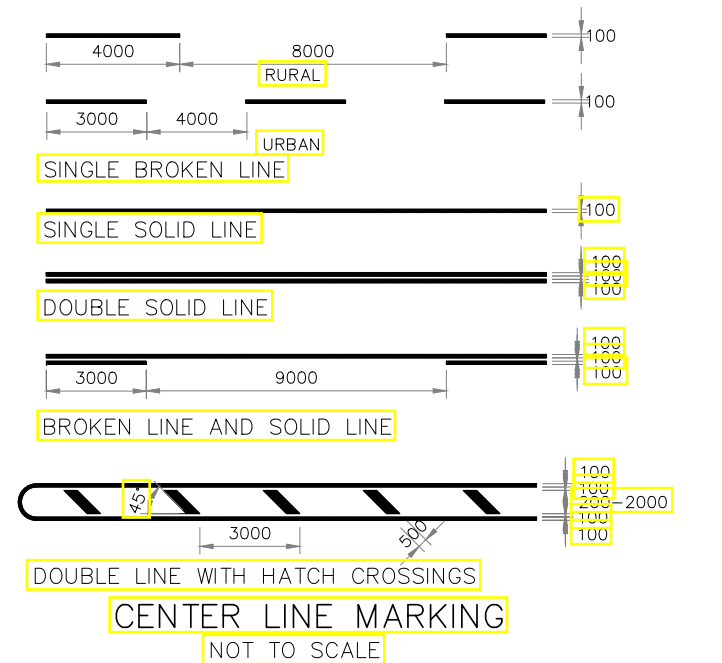 100
4000 8000
RURAL
100
3000 4000
URBAN
SINGLE BROKEN LINE
100
SINGLE SOLID LINE
100
100
100
DOUBLE SOLID LINE
100
100
100
3000 9000
BROKEN LINE AND SOLID LINE
100
100
45° 200-2000
100
100
3000 500
DOUBLE LINE WITH HATCH CROSSINGS
CENTER LINE MARKING
NOT TO SCALE